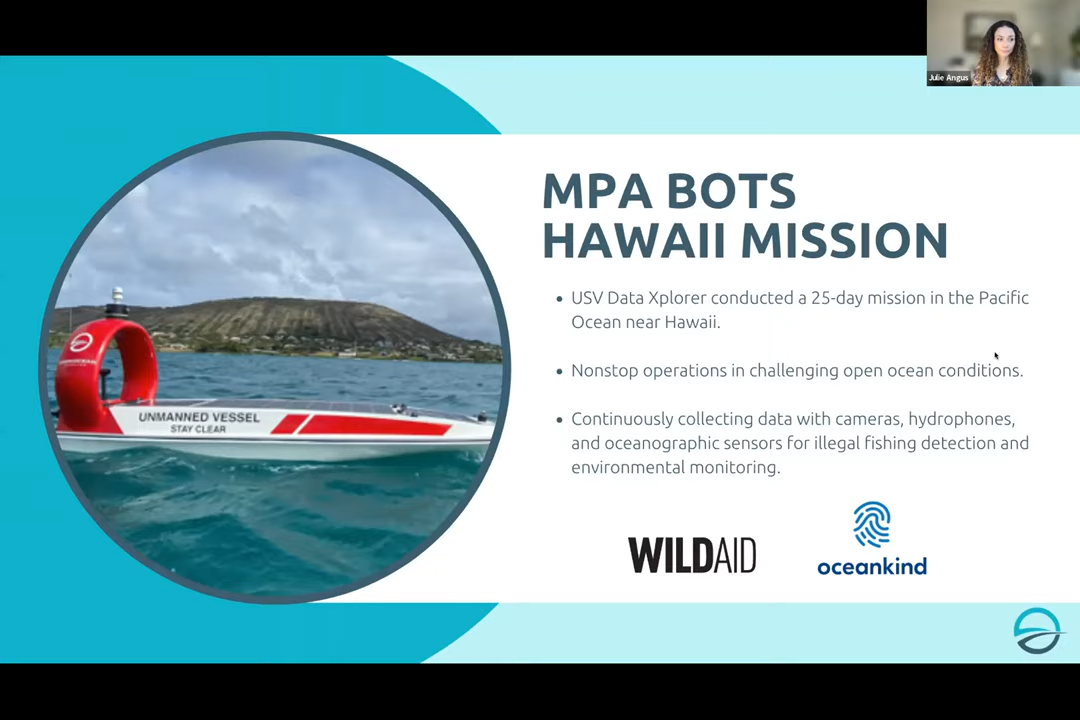 Julie Angus
MPA BOTS
HAWAII MISSION
• USV Data Xplorer conducted a 25-day mission in the Pacific
Ocean near Hawaii.
• Nonstop operations in challenging open ocean conditions.
• Continuously collecting data with cameras, hydrophones,
and oceanographic sensors for illegal fishing detection and
environmental monitoring.
UNMANNED VESSEL
STAY CLEAR
WILDAID
oceankind